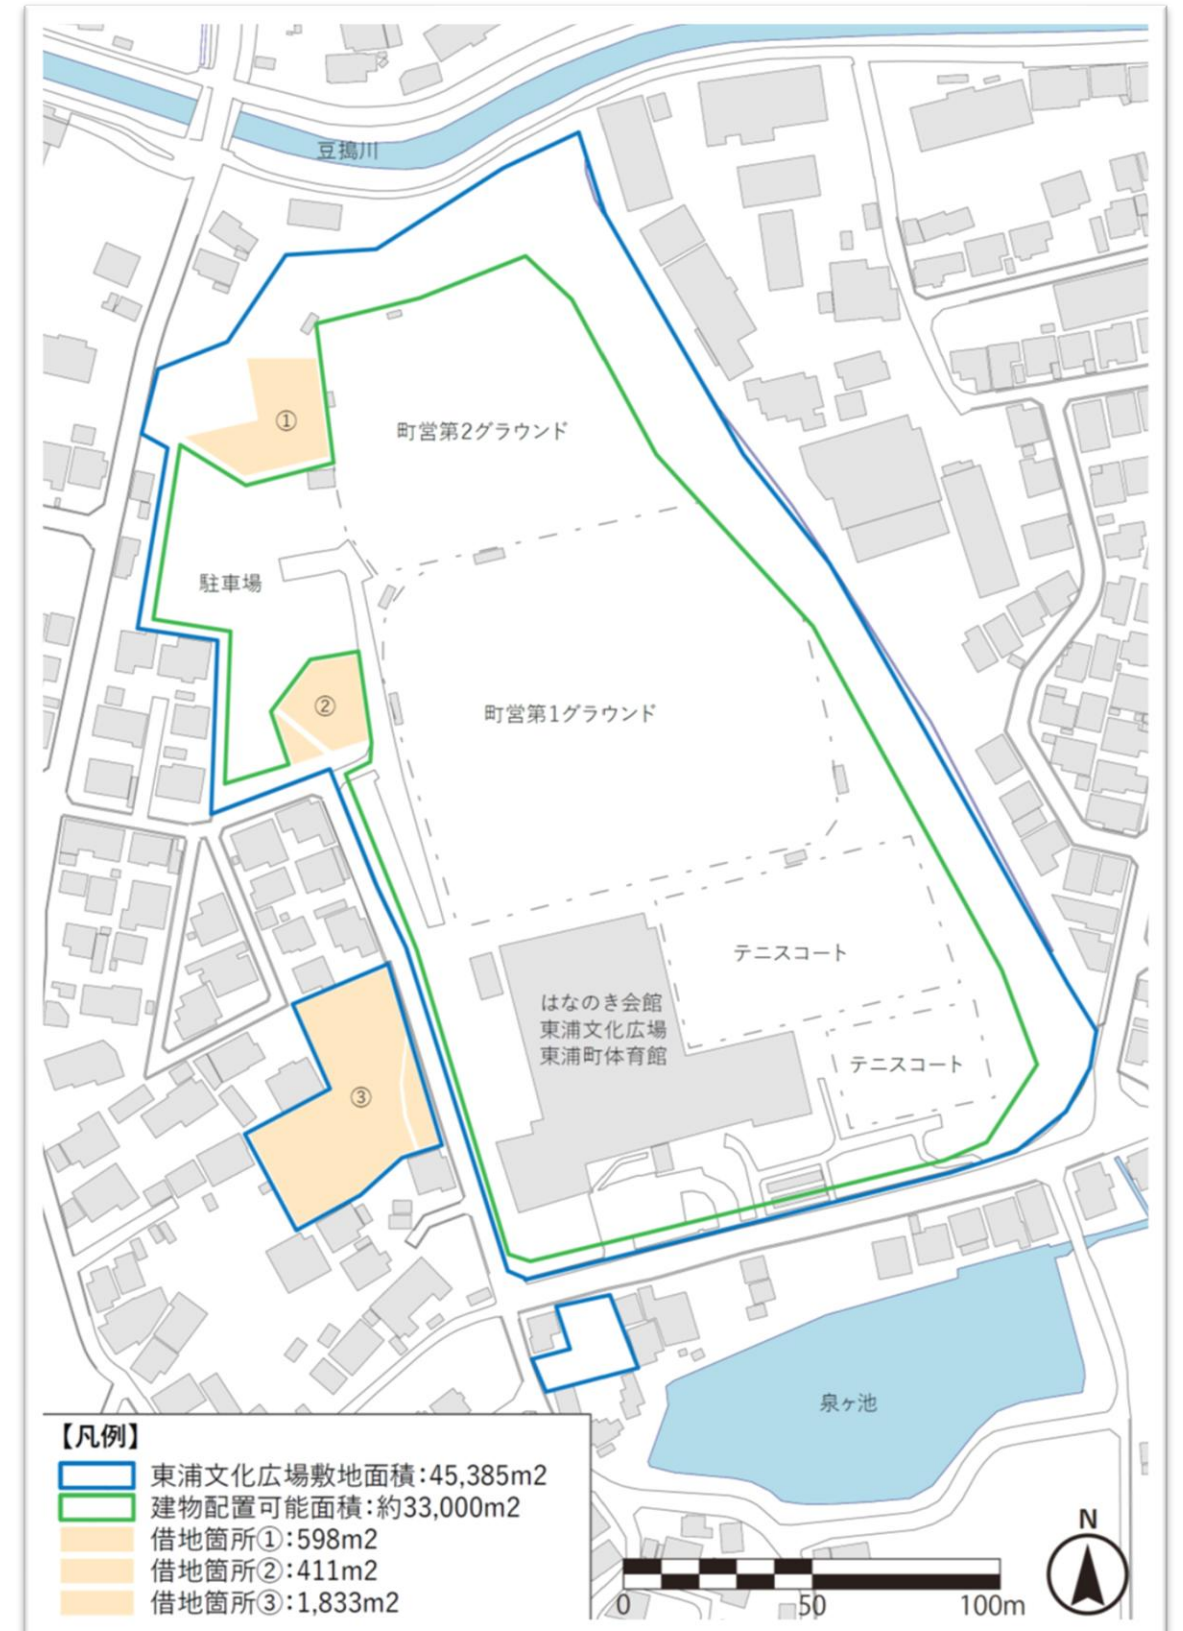 豆搗川
①
町営第2グラウンド
駐車場
②
町営第1グラウンド
テニスコート
はなのき会館
東浦文化広場
東浦町体育館
テニスコート
③
泉ヶ池
【凡例】
東浦文化広場敷地面積：45,385m2
建物配置可能面積：約33,000m2
借地箇所①：598m2
借地箇所②：411m2
借地箇所③：1,833m2
N
0 50 100m